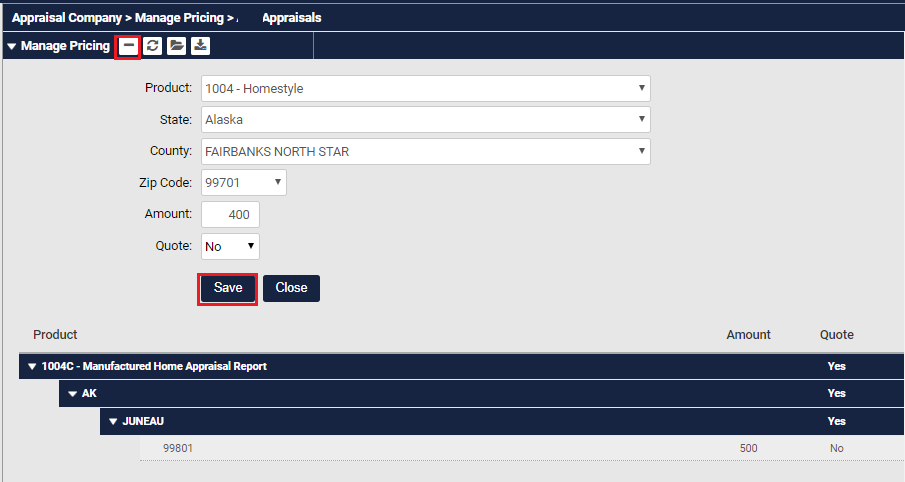 Appraisal Company > Manage Pricing > Appraisals
Manage Pricing
Product: 1004 - Homestyle
State: Alaska
County: FAIRBANKS NORTH STAR
Zip Code: 99701
Amount: 400
Quote: No
Save Close
Product Amount Quote
1004C - Manufactured Home Appraisal Report Yes
AK Yes
JUNEAU Yes
99801 500 No